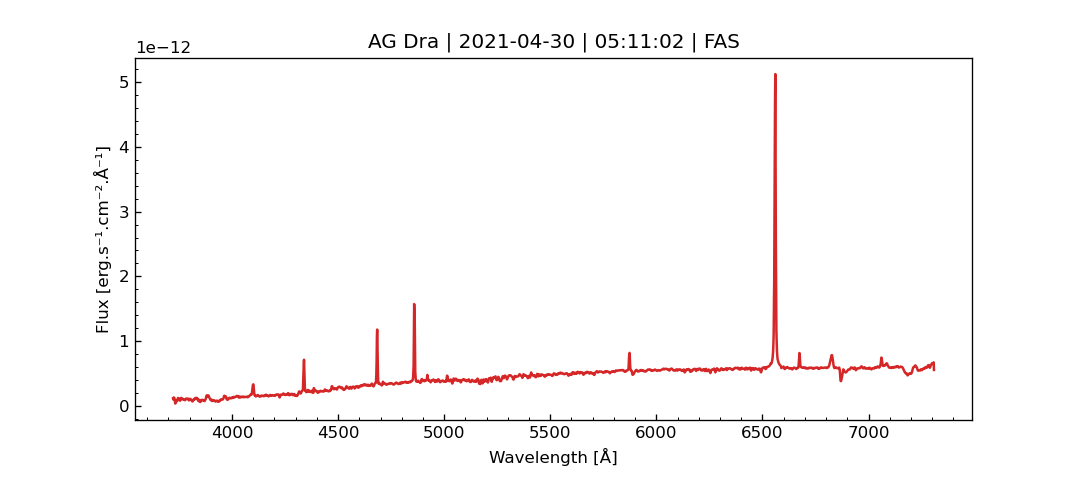 AG Dra | 2021-04-30 | 05:11:02 | FAS
1e−12
5
4
3
2
1
0
Flux [erg.s⁻¹.cm⁻².Å⁻¹]
4000 4500 5000 5500 6000 6500 7000
Wavelength [Å]